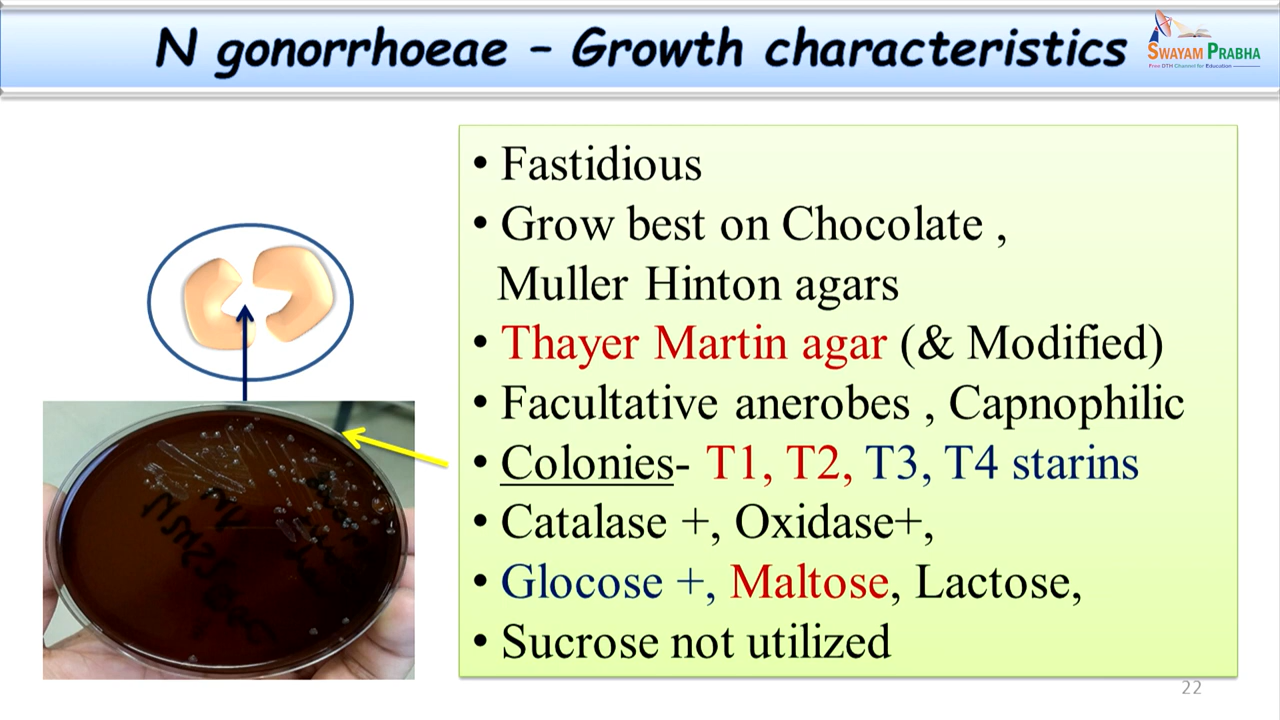 N gonorrhoeae – Growth characteristics
SWAYAM PRABHA
Free DTH Channel for Education
• Fastidious
• Grow best on Chocolate ,
Muller Hinton agars
• Thayer Martin agar (& Modified)
• Facultative anerobes , Capnophilic
• Colonies- T1, T2, T3, T4 starins
• Catalase +, Oxidase+,
• Glocose +, Maltose, Lactose,
• Sucrose not utilized
22